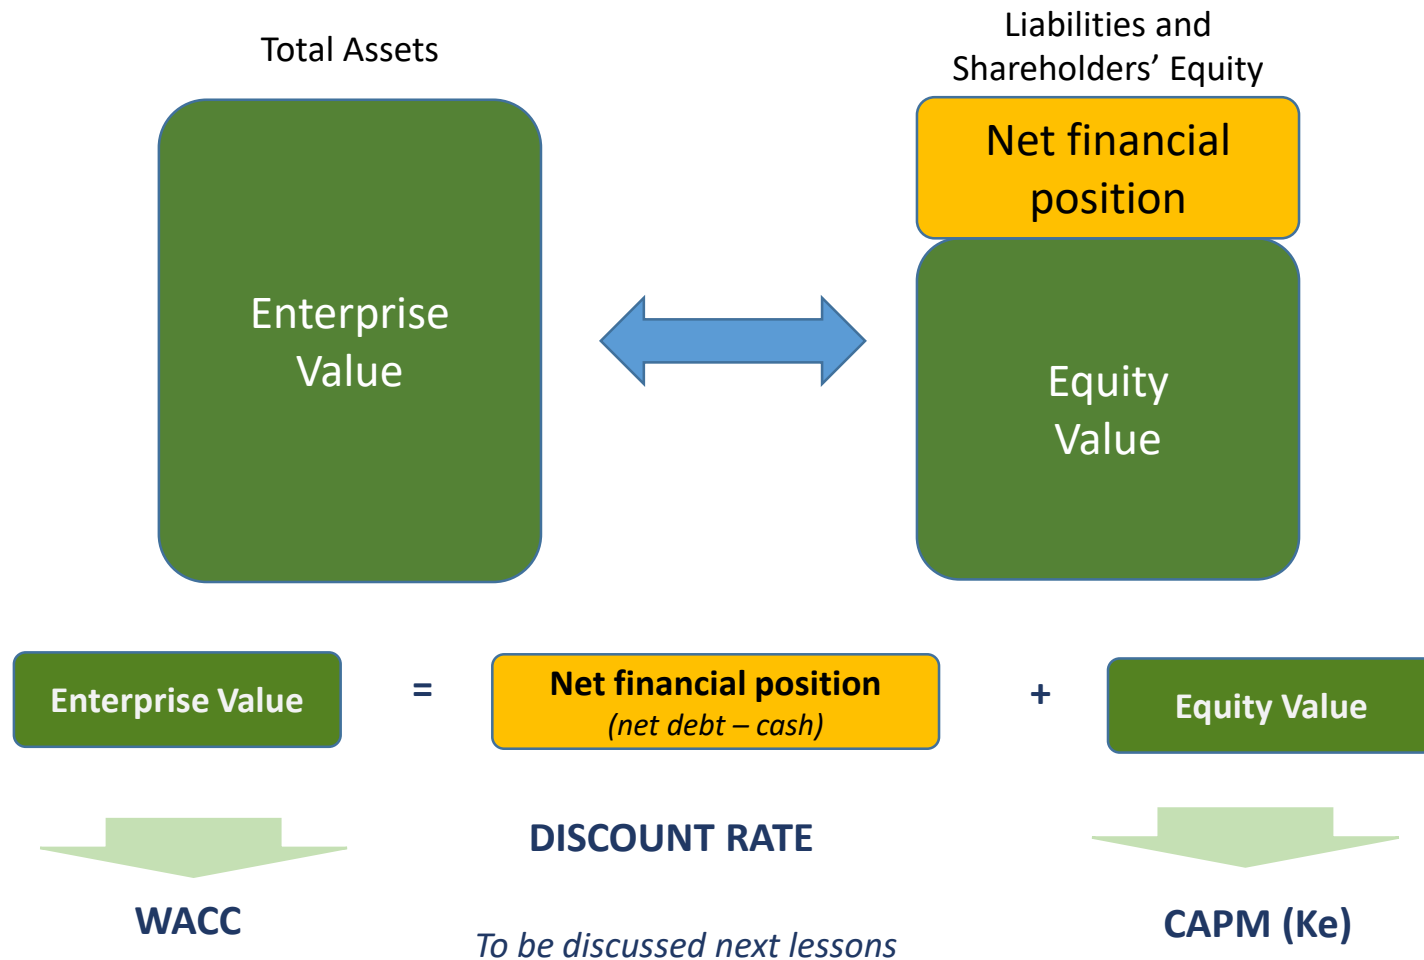 Total Assets
Liabilities and
Shareholders’ Equity
Enterprise
Value
Net financial
position
Equity
Value
Enterprise Value
=
Net financial position
(net debt – cash)
+
Equity Value
DISCOUNT RATE
WACC
CAPM (Ke)
To be discussed next lessons